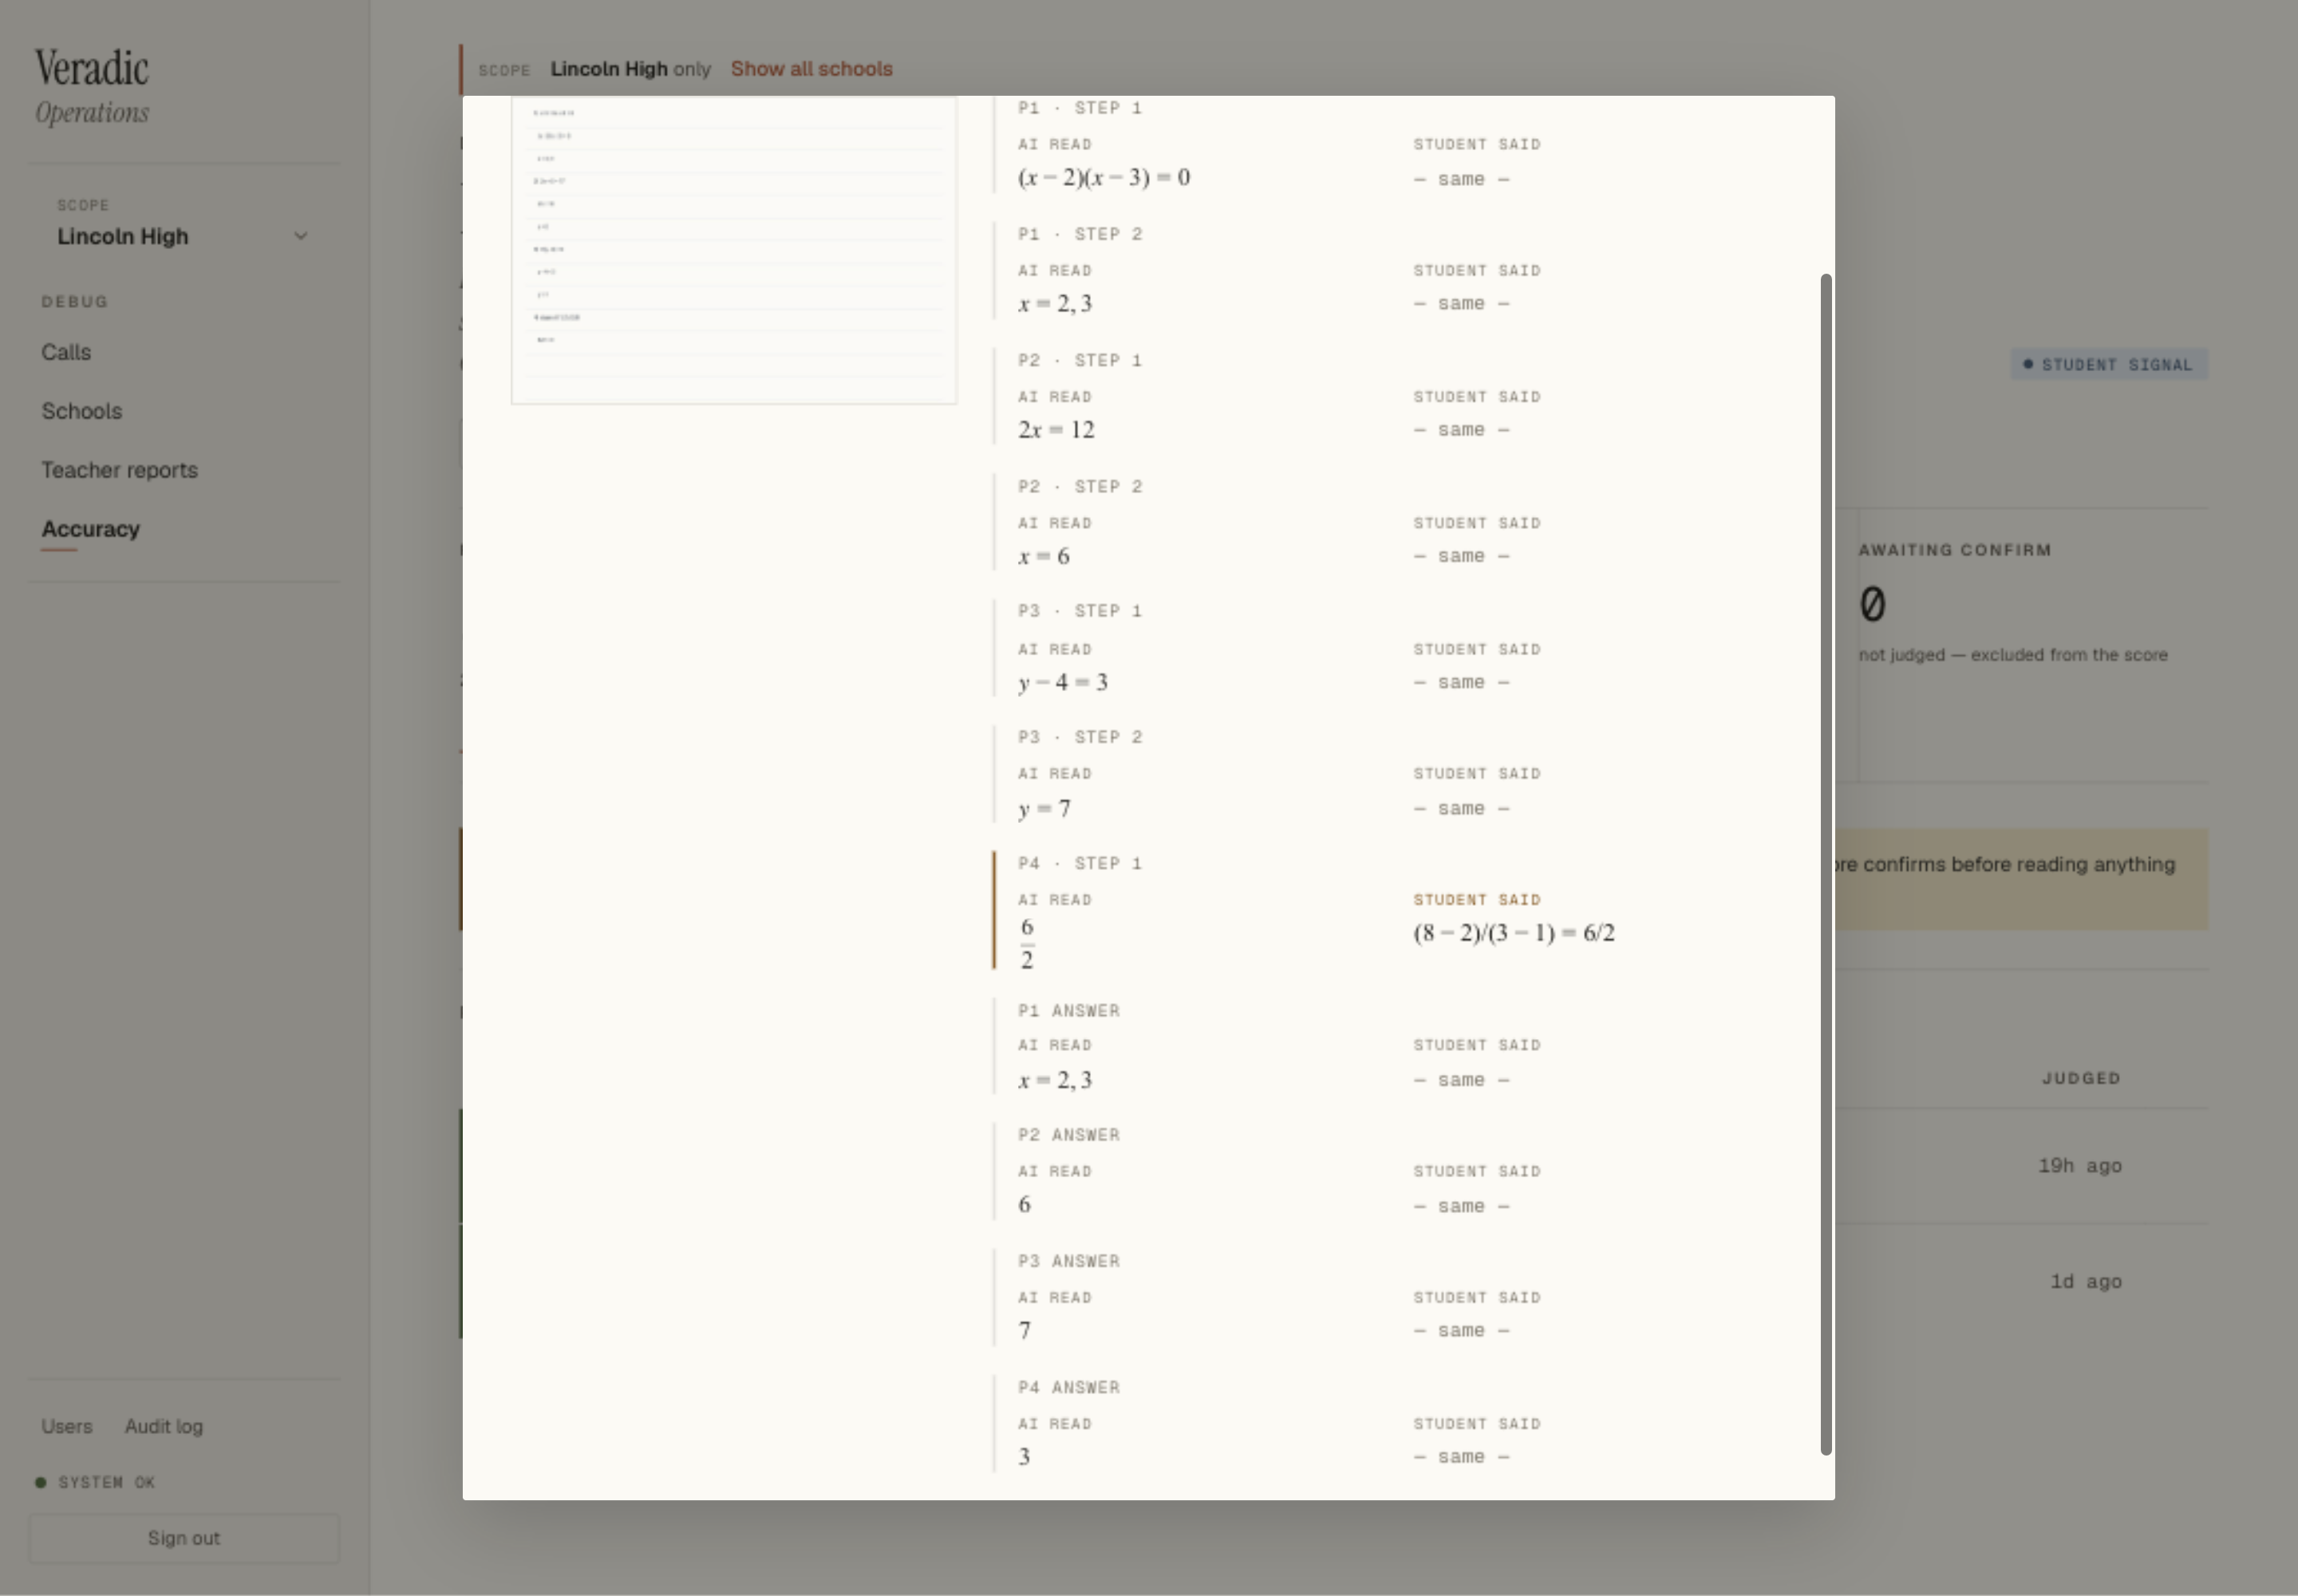 Veradic
Operations
SCOPE
Lincoln High
DEBUG
Calls
Schools
Teacher reports
Accuracy
Users Audit log
SYSTEM OK
Sign out
SCOPE Lincoln High only Show all schools
STUDENT SIGNAL
AWAITING CONFIRM
0
not judged — excluded from the score
confirms before reading anything
JUDGED
19h ago
1d ago
P1 · STEP 1
AI READ STUDENT SAID
(x − 2)(x − 3) = 0 — same —
P1 · STEP 2
AI READ STUDENT SAID
x = 2, 3 — same —
P2 · STEP 1
AI READ STUDENT SAID
2x = 12 — same —
P2 · STEP 2
AI READ STUDENT SAID
x = 6 — same —
P3 · STEP 1
AI READ STUDENT SAID
y − 4 = 3 — same —
P3 · STEP 2
AI READ STUDENT SAID
y = 7 — same —
P4 · STEP 1
AI READ STUDENT SAID
6/2 (8 − 2)/(3 − 1) = 6/2
P1 ANSWER
AI READ STUDENT SAID
x = 2, 3 — same —
P2 ANSWER
AI READ STUDENT SAID
6 — same —
P3 ANSWER
AI READ STUDENT SAID
7 — same —
P4 ANSWER
AI READ STUDENT SAID
3 — same —